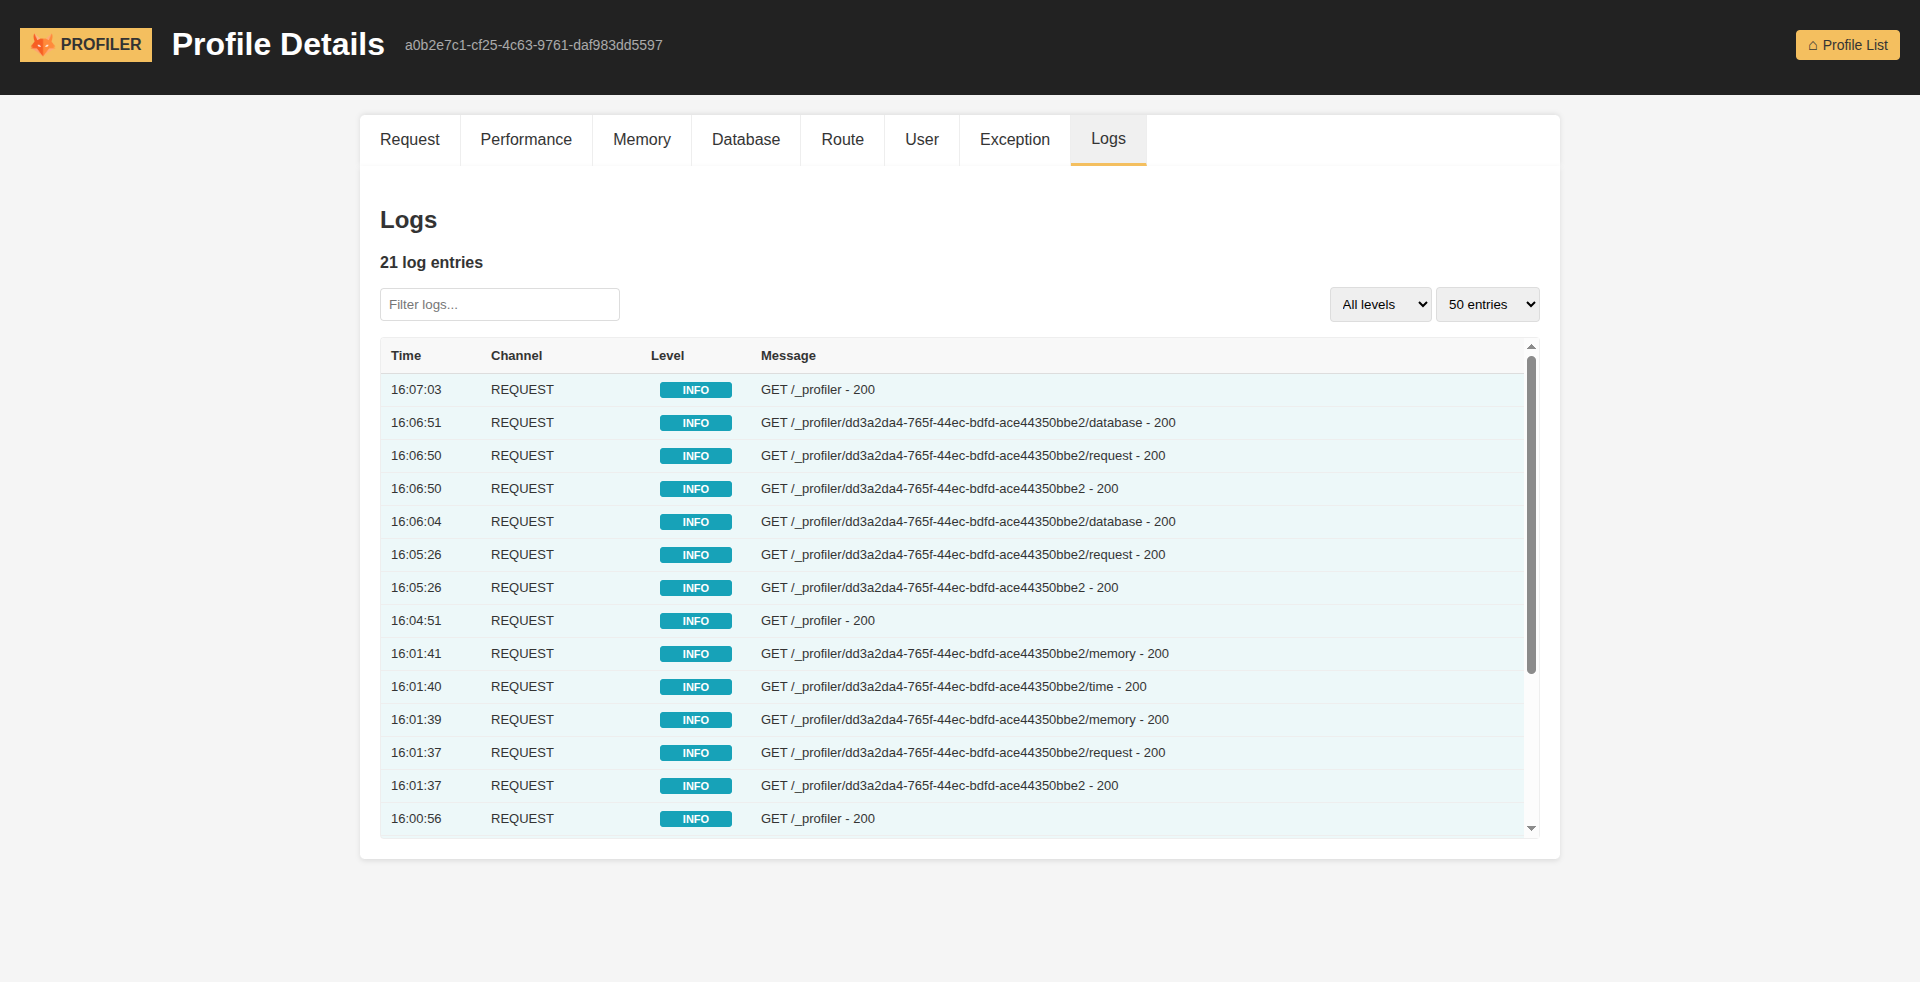 PROFILER
Profile Details
a0b2e7c1-cf25-4c63-9761-daf983dd5597
Profile List
Request Performance Memory Database Route User Exception Logs
Logs
21 log entries
Filter logs... All levels 50 entries
Time Channel Level Message
16:07:03 REQUEST INFO GET /_profiler - 200
16:06:51 REQUEST INFO GET /_profiler/dd3a2da4-765f-44ec-bdfd-ace44350bbe2/database - 200
16:06:50 REQUEST INFO GET /_profiler/dd3a2da4-765f-44ec-bdfd-ace44350bbe2/request - 200
16:06:50 REQUEST INFO GET /_profiler/dd3a2da4-765f-44ec-bdfd-ace44350bbe2 - 200
16:06:04 REQUEST INFO GET /_profiler/dd3a2da4-765f-44ec-bdfd-ace44350bbe2/database - 200
16:05:26 REQUEST INFO GET /_profiler/dd3a2da4-765f-44ec-bdfd-ace44350bbe2/request - 200
16:05:26 REQUEST INFO GET /_profiler/dd3a2da4-765f-44ec-bdfd-ace44350bbe2 - 200
16:04:51 REQUEST INFO GET /_profiler - 200
16:01:41 REQUEST INFO GET /_profiler/dd3a2da4-765f-44ec-bdfd-ace44350bbe2/memory - 200
16:01:40 REQUEST INFO GET /_profiler/dd3a2da4-765f-44ec-bdfd-ace44350bbe2/time - 200
16:01:39 REQUEST INFO GET /_profiler/dd3a2da4-765f-44ec-bdfd-ace44350bbe2/memory - 200
16:01:37 REQUEST INFO GET /_profiler/dd3a2da4-765f-44ec-bdfd-ace44350bbe2/request - 200
16:01:37 REQUEST INFO GET /_profiler/dd3a2da4-765f-44ec-bdfd-ace44350bbe2 - 200
16:00:56 REQUEST INFO GET /_profiler - 200